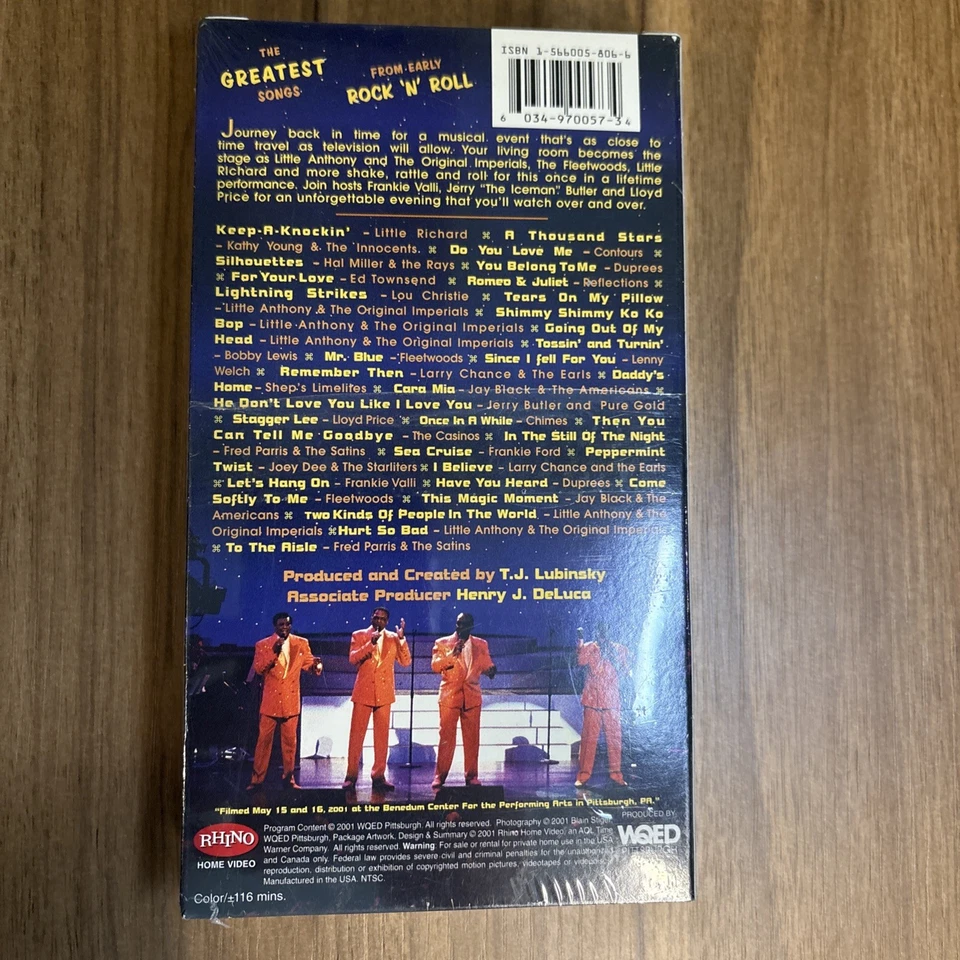 THE GREATEST SONGS
FROM EARLY ROCK 'N' ROLL
ISBN 1-566005-806-6
6 034-970057-3 4
Journey back in time for a musical event that's as close to
time travel as television will allow. Your living room becomes the
stage as Little Anthony and The Original Imperials, The Fleetwoods, Little
Richard and more shake, rattle and roll for this once in a lifetime
performance. Join hosts Frankie Valli, Jerry "The Iceman" Butler and Lloyd
Price for an unforgettable evening that you'll watch over and over.
Keep-A-Knockin' – Little Richard ⌘ A Thousand Stars
– Kathy Young & The Innocents. ⌘ Do You Love Me – Contours ⌘
Silhouettes – Hal Miller & the Rays ⌘ You Belong To Me – Duprees
⌘ For Your Love – Ed Townsend ⌘ Romeo & Juliet – Reflections ⌘
Lightning Strikes – Lou Christie ⌘ Tears On My Pillow
– Little Anthony & The Original Imperials ⌘ Shimmy Shimmy Ko Ko
Bop – Little Anthony & The Original Imperials ⌘ Going Out Of My
Head – Little Anthony & The Original Imperials ⌘ Tossin' and Turnin'
– Bobby Lewis ⌘ Mr. Blue – Fleetwoods ⌘ Since I fell For You – Lenny
Welch ⌘ Remember Then – Larry Chance & The Earls ⌘ Daddy's
Home – Shep's Limelites ⌘ Cara Mia – Jay Black & The Americans ⌘
He Don't Love You Like I Love You – Jerry Butler and Pure Gold
⌘ Stagger Lee – Lloyd Price ⌘ Once In A While – Chimes ⌘ Then You
Can Tell Me Goodbye – The Casinos ⌘ In The Still Of The Night
– Fred Parris & The Satins ⌘ Sea Cruise – Frankie Ford ⌘ Peppermint
Twist – Joey Dee & The Starliters ⌘ I Believe – Larry Chance and the Earls
⌘ Let's Hang On – Frankie Valli ⌘ Have You Heard – Duprees ⌘ Come
Softly To Me – Fleetwoods ⌘ This Magic Moment – Jay Black & The
Americans ⌘ Two Kinds Of People In The World – Little Anthony & The
Original Imperials ⌘ Hurt So Bad – Little Anthony & The Original Imperials
⌘ To The Aisle – Fred Parris & The Satins
Produced and Created by T.J. Lubinsky
Associate Producer Henry J. DeLuca
"Filmed May 15 and 16, 2001 at the Benedum Center For the Performing Arts in Pittsburgh, PA."
RHINO
HOME VIDEO
Program Content © 2001 WQED Pittsburgh. All rights reserved. Photography © 2001 Blain Stiger
WQED Pittsburgh. Package Artwork, Design & Summary © 2001 Rhino Home Video, an AOL Time
Warner Company. All rights reserved. Warning: For sale or rental for private home use in the USA
and Canada only. Federal law provides severe civil and criminal penalties for the unauthorized
reproduction, distribution or exhibition of copyrighted motion pictures, videotapes or videodiscs.
Manufactured in the USA. NTSC.
PRODUCED BY
WQED
PITTSBURGH
Color/±116 mins.